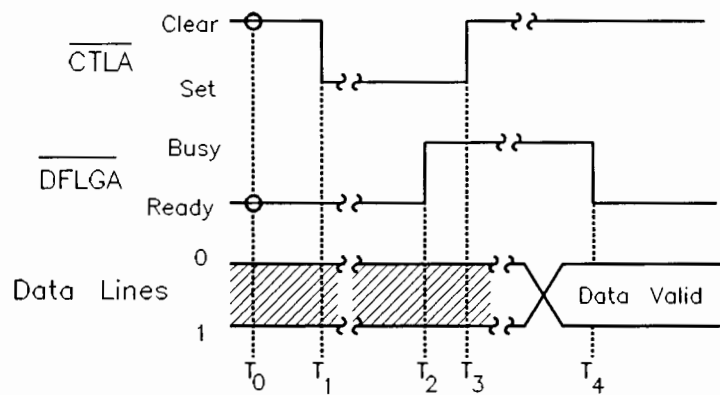 Clear
CTLA
Set
Busy
DFLGA
Ready
0
Data Lines
Data Valid
1
T0 T1 T2 T3 T4